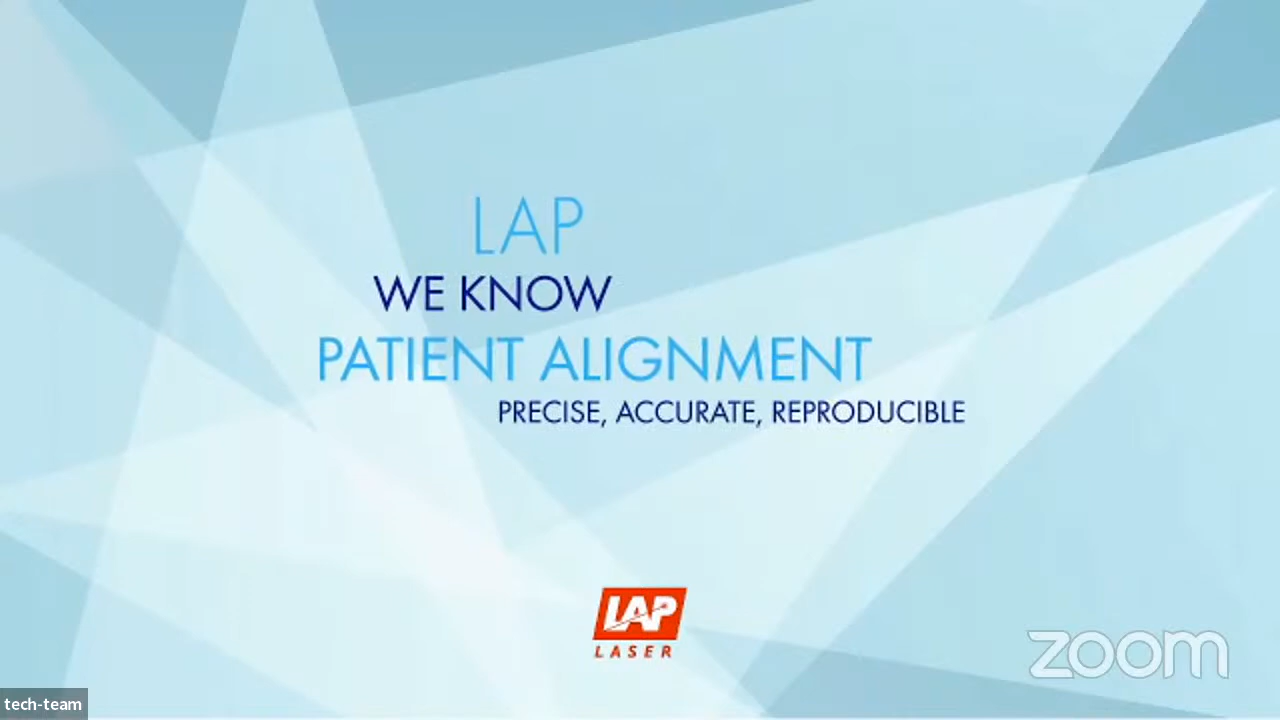 LAP
WE KNOW
PATIENT ALIGNMENT
PRECISE, ACCURATE, REPRODUCIBLE
LAP
LASER
zoom
tech-team